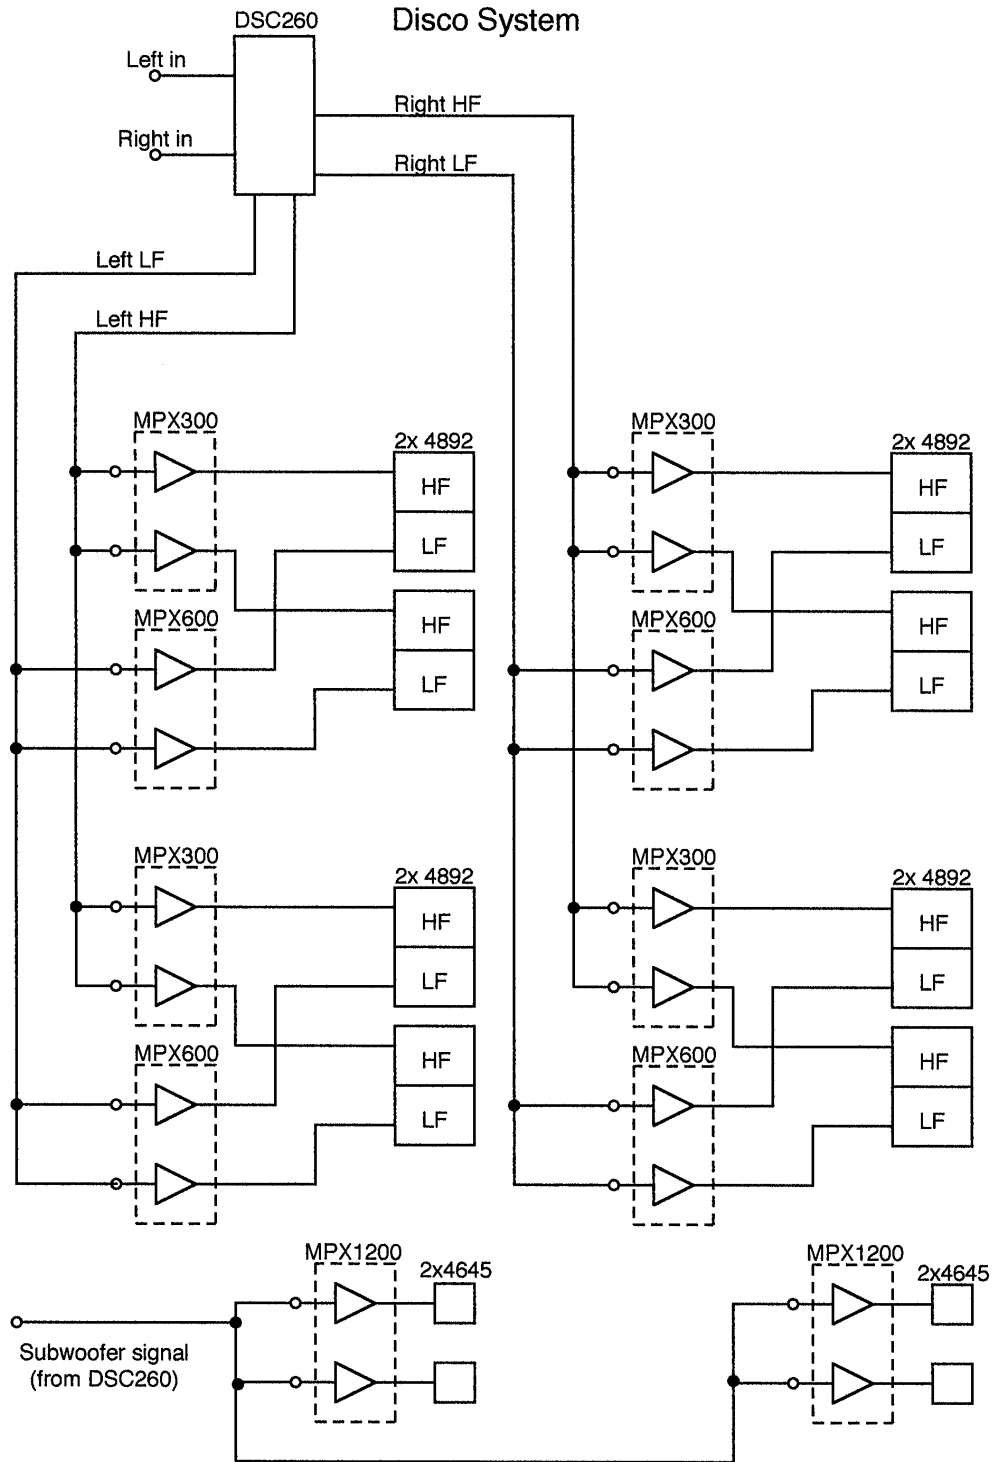 Disco System
DSC260
Left in
Right in
Right HF
Right LF
Left LF
Left HF
MPX300
2x 4892
HF
LF
HF
LF
MPX600
MPX300
2x 4892
HF
LF
HF
LF
MPX600
MPX300
2x 4892
HF
LF
HF
LF
MPX600
MPX300
2x 4892
HF
LF
HF
LF
MPX600
MPX1200
2x4645
MPX1200
2x4645
Subwoofer signal
(from DSC260)